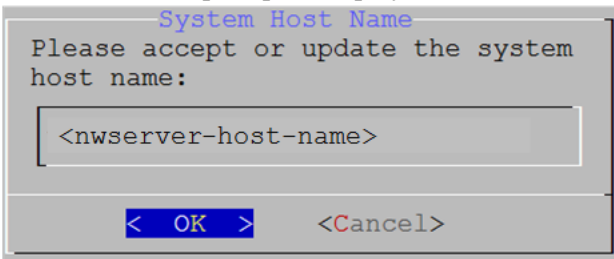 System Host Name
Please accept or update the system
host name:
<nwserver-host-name>
< OK > <Cancel>